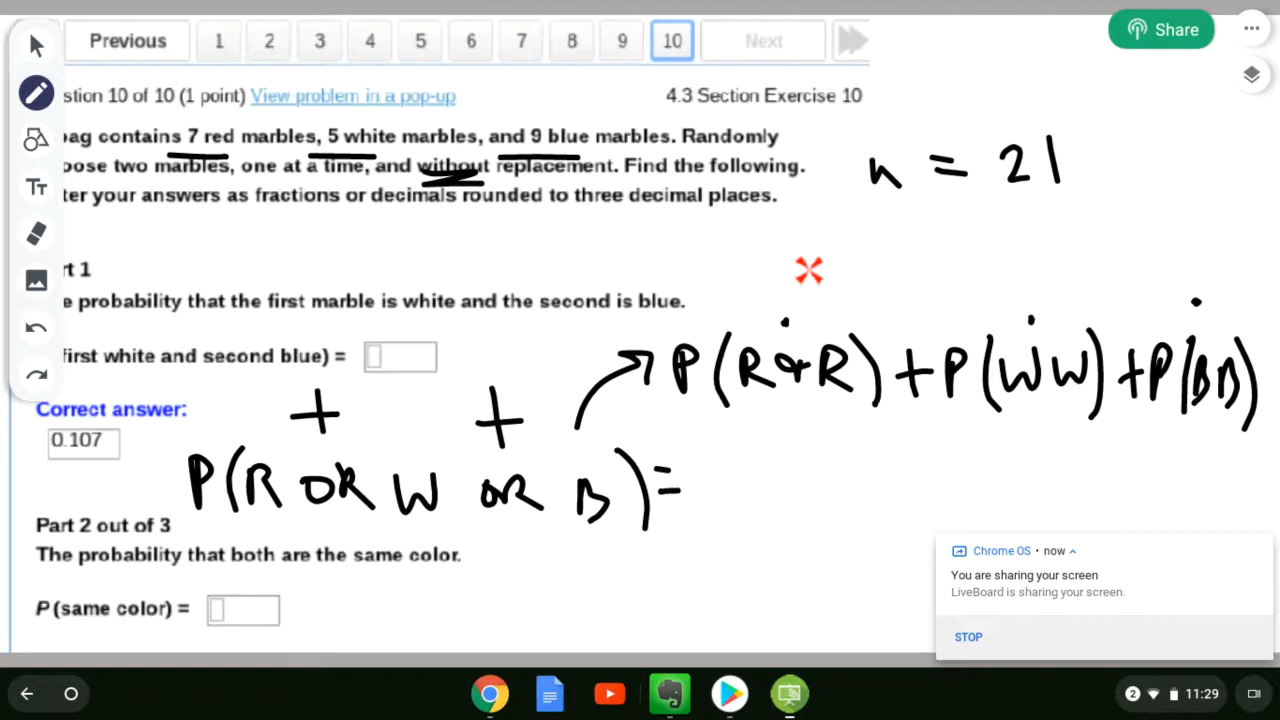 Previous 1 2 3 4 5 6 7 8 9 10 Next
Share
stion 10 of 10 (1 point) View problem in a pop-up 4.3 Section Exercise 10
bag contains 7 red marbles, 5 white marbles, and 9 blue marbles. Randomly
oose two marbles, one at a time, and without replacement. Find the following.
ter your answers as fractions or decimals rounded to three decimal places.
n = 21
rt 1
e probability that the first marble is white and the second is blue.
first white and second blue) =
P(R & R) + P(W W) + P(B B)
Correct answer:
0.107
+ +
P(R OR W OR B) =
Part 2 out of 3
The probability that both are the same color.
P(same color) =
Chrome OS • now
You are sharing your screen
LiveBoard is sharing your screen.
STOP
Tt
2 11:29